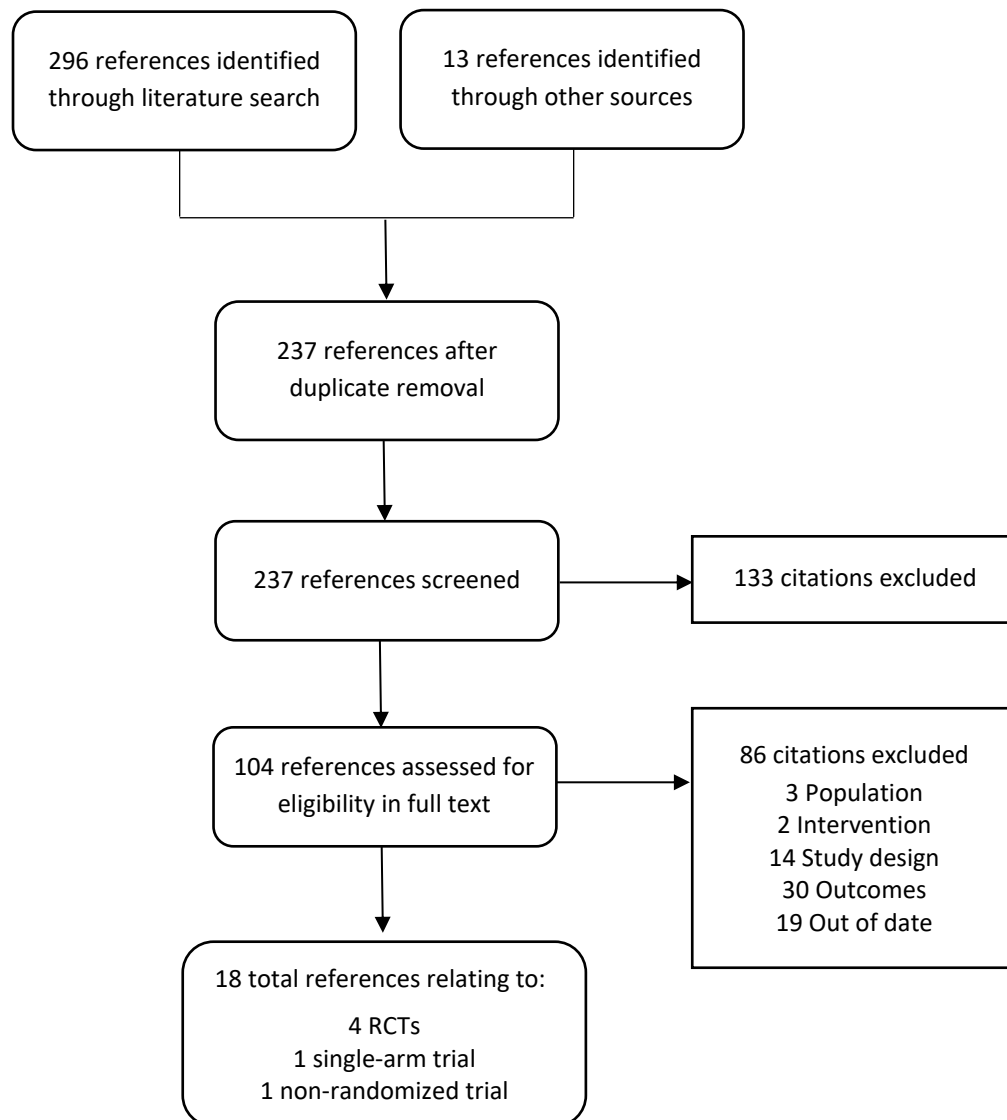 296 references identified
through literature search
13 references identified
through other sources
237 references after
duplicate removal
237 references screened
133 citations excluded
104 references assessed for
eligibility in full text
86 citations excluded
3 Population
2 Intervention
14 Study design
30 Outcomes
19 Out of date
18 total references relating to:
4 RCTs
1 single-arm trial
1 non-randomized trial